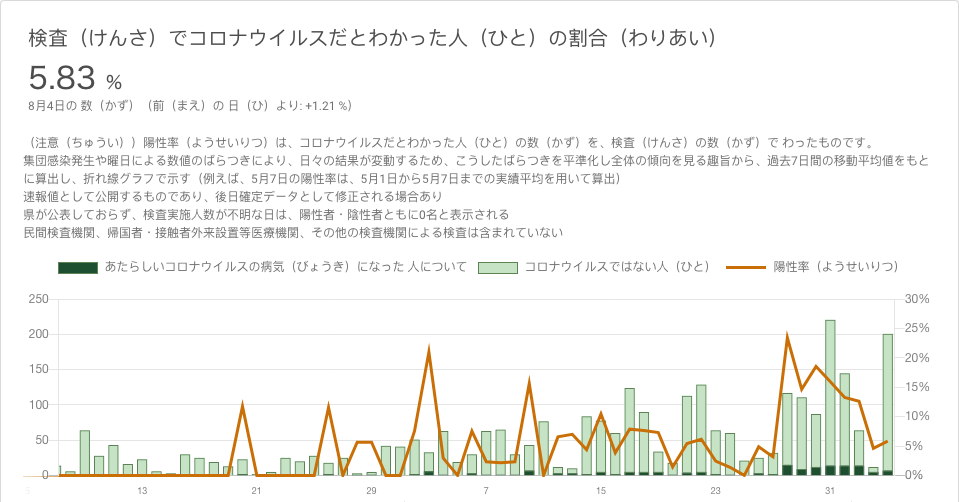 検査（けんさ）でコロナウイルスだとわかった人（ひと）の割合（わりあい）
5.83 %
8月4日の 数（かず）（前（まえ）の 日（ひ）より: +1.21 %）
（注意（ちゅうい））陽性率（ようせいりつ）は、コロナウイルスだとわかった人（ひと）の数（かず）を、検査（けんさ）の数（かず）で わったものです。
集団感染発生や曜日による数値のばらつきにより、日々の結果が変動するため、こうしたばらつきを平準化し全体の傾向を見る趣旨から、過去7日間の移動平均値をもと
に算出し、折れ線グラフで示す（例えば、5月7日の陽性率は、5月1日から5月7日までの実績平均を用いて算出）
速報値として公開するものであり、後日確定データとして修正される場合あり
県が公表しておらず、検査実施人数が不明な日は、陽性者・陰性者ともに0名と表示される
民間検査機関、帰国者・接触者外来設置等医療機関、その他の検査機関による検査は含まれていない
あたらしいコロナウイルスの病気（びょうき）になった 人について コロナウイルスではない人（ひと） 陽性率（ようせいりつ）
250 30%
25%
200
20%
150
15%
100
10%
50
5%
0 0%
5 13 21 29 7 15 23 31